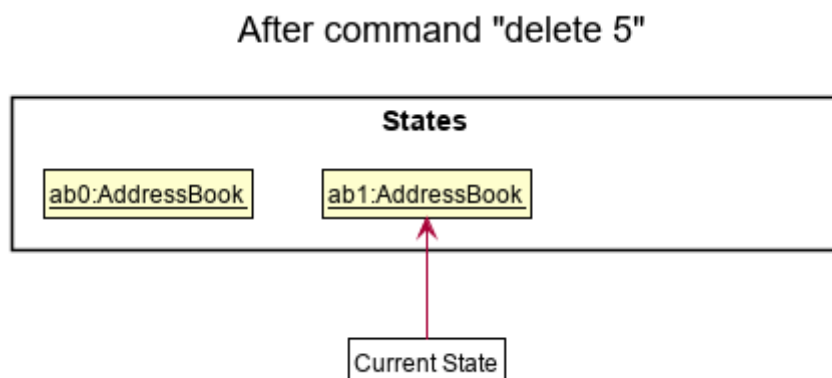 After command "delete 5"
States
ab0:AddressBook
ab1:AddressBook
Current State